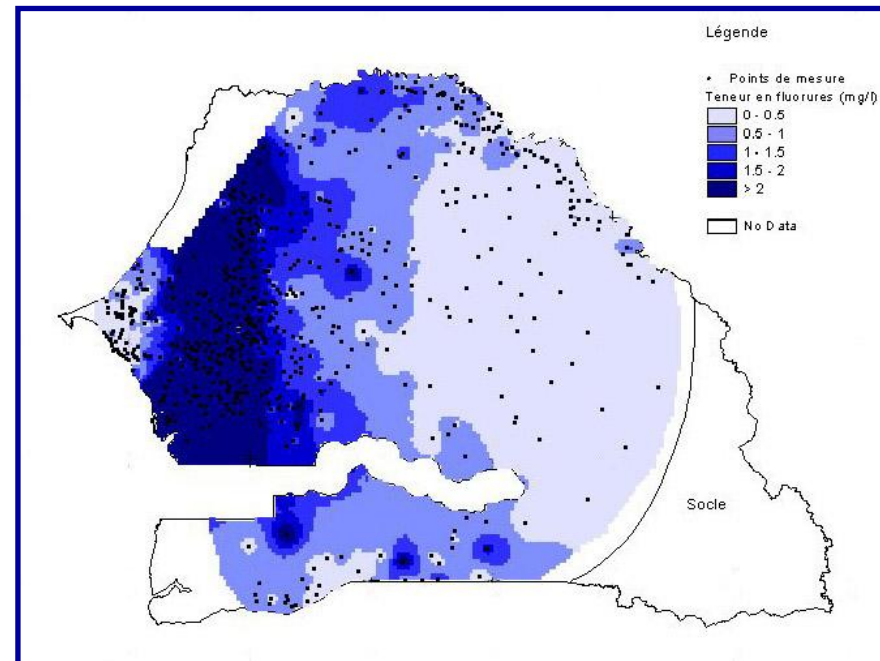 Légende
Points de mesure
Teneur en fluorures (mg/l)
0 - 0.5
0.5 - 1
1 - 1.5
1.5 - 2
> 2
No Data
Socle